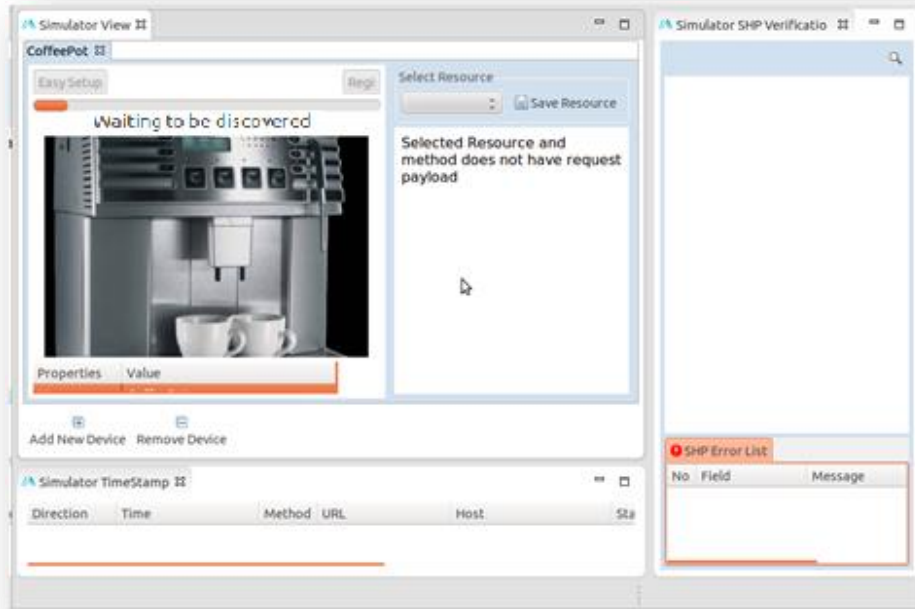 Simulator View
CoffeePot
Easy Setup
Regi
Waiting to be discovered
Properties Value
Select Resource
Save Resource
Selected Resource and
method does not have request
payload
Add New Device Remove Device
Simulator TimeStamp
Direction Time Method URL Host Sta
Simulator SHP Verificatio
SHP Error List
No Field Message